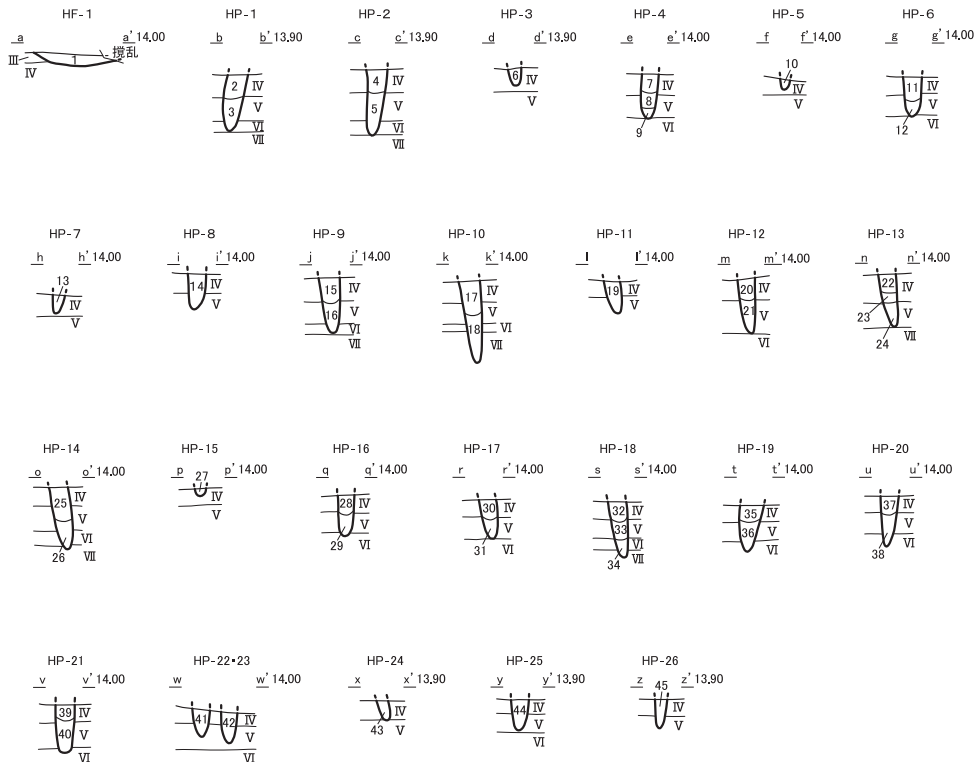 HF-1 HP-1 HP-2 HP-3 HP-4 HP-5 HP-6
a a' 14.00 b b' 13.90 c c' 13.90 d d' 13.90 e e' 14.00 f f' 14.00 g g' 14.00
Ⅲ Ⅳ 1 撹乱
2 3 Ⅳ Ⅴ Ⅵ Ⅶ
4 5 Ⅳ Ⅴ Ⅵ Ⅶ
6 Ⅳ Ⅴ
7 8 9 Ⅳ Ⅴ Ⅵ
10 Ⅳ Ⅴ
11 12 Ⅳ Ⅴ Ⅵ
HP-7 HP-8 HP-9 HP-10 HP-11 HP-12 HP-13
h h' 14.00 i i' 14.00 j j' 14.00 k k' 14.00 l l' 14.00 m m' 14.00 n n' 14.00
13 Ⅳ Ⅴ
14 Ⅳ Ⅴ
15 16 Ⅳ Ⅴ Ⅵ Ⅶ
17 18 Ⅳ Ⅴ Ⅵ Ⅶ
19 Ⅳ Ⅴ
20 21 Ⅳ Ⅴ Ⅵ
22 23 24 Ⅳ Ⅴ Ⅶ
HP-14 HP-15 HP-16 HP-17 HP-18 HP-19 HP-20
o o' 14.00 p p' 14.00 q q' 14.00 r r' 14.00 s s' 14.00 t t' 14.00 u u' 14.00
25 26 Ⅳ Ⅴ Ⅵ Ⅶ
27 Ⅳ Ⅴ
28 29 Ⅳ Ⅴ Ⅵ
30 31 Ⅳ Ⅴ Ⅵ
32 33 34 Ⅳ Ⅴ Ⅵ Ⅶ
35 36 Ⅳ Ⅴ Ⅵ
37 38 Ⅳ Ⅴ Ⅵ
HP-21 HP-22・23 HP-24 HP-25 HP-26
v v' 14.00 w w' 14.00 x x' 13.90 y y' 13.90 z z' 13.90
39 40 Ⅳ Ⅴ Ⅵ
41 42 Ⅳ Ⅴ Ⅵ
43 Ⅳ Ⅴ
44 Ⅳ Ⅴ Ⅵ
45 Ⅳ Ⅴ Ⅵ